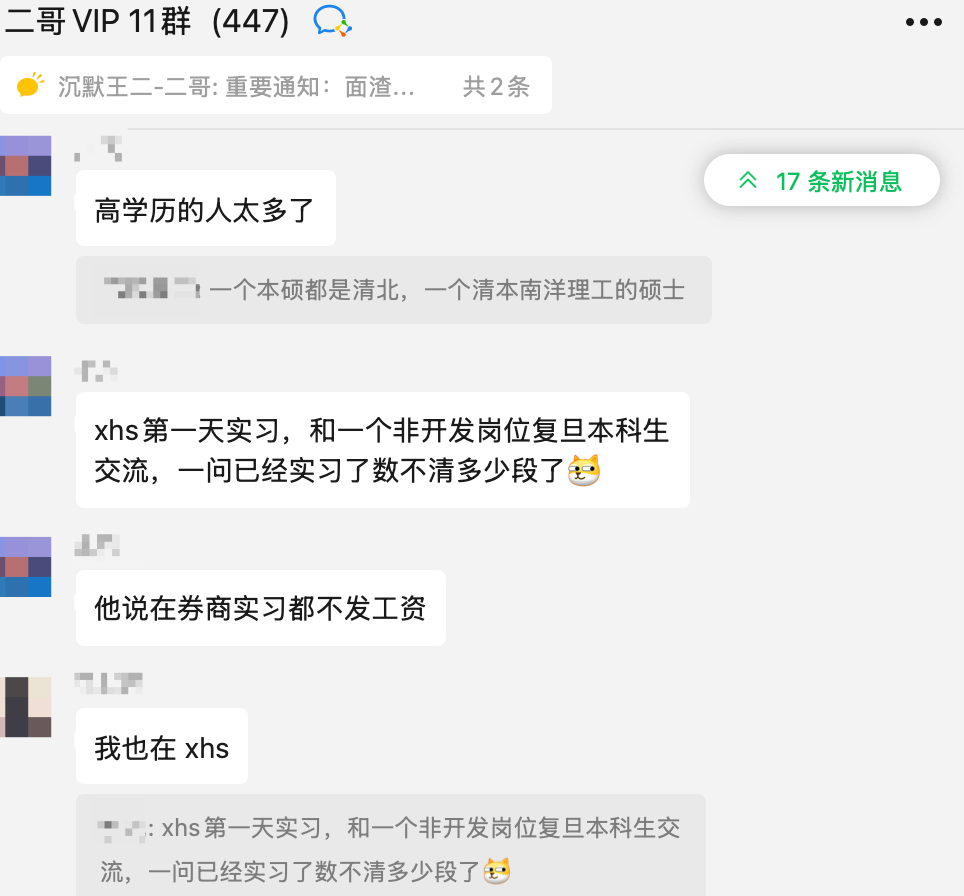 二哥 VIP 11群（447）
沉默王二-二哥: 重要通知：面渣... 共2条
17 条新消息
高学历的人太多了
一个本硕都是清北，一个清本南洋理工的硕士
xhs第一天实习，和一个非开发岗位复旦本科生
交流，一问已经实习了数不清多少段了
他说在券商实习都不发工资
我也在 xhs
: xhs第一天实习，和一个非开发岗位复旦本科生交
流，一问已经实习了数不清多少段了